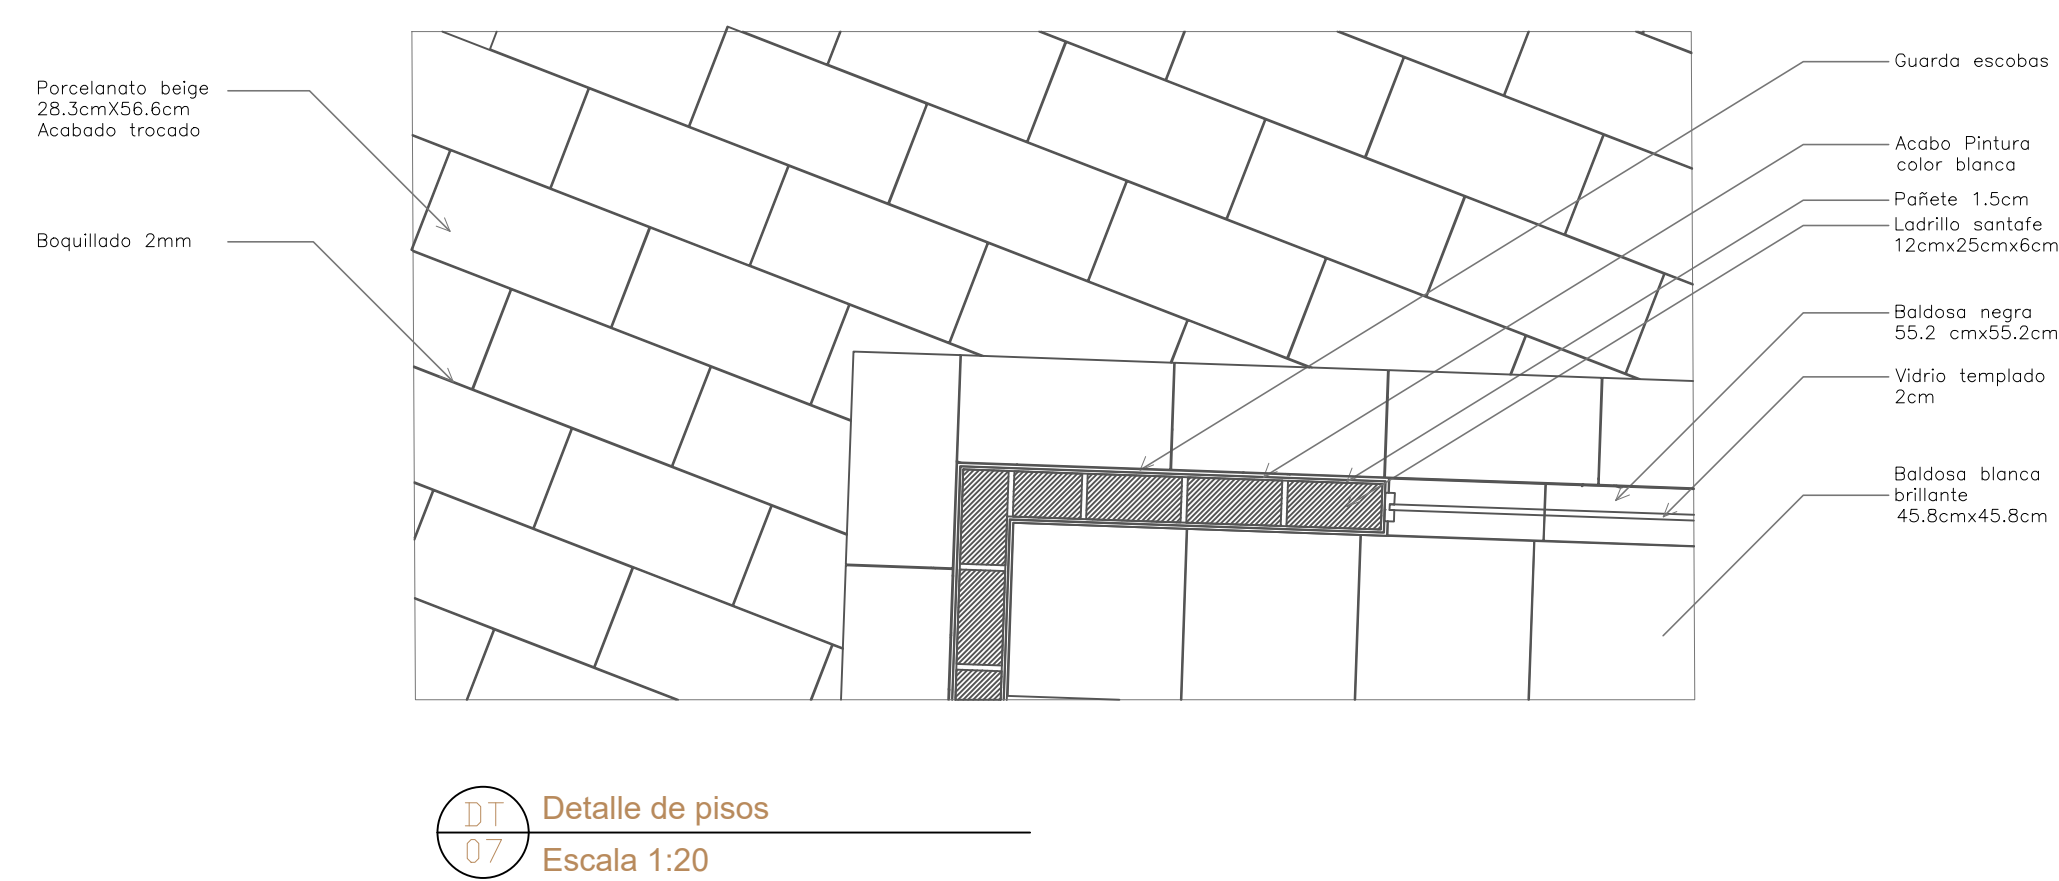 Porcelanato beige
28.3cmX56.6cm
Acabado trocado
Boquillado 2mm
Guarda escobas
Acabo Pintura
color blanca
Pañete 1.5cm
Ladrillo santafe
12cmx25cmx6cm
Baldosa negra
55.2 cmx55.2cm
Vidrio templado
2cm
Baldosa blanca
brillante
45.8cmx45.8cm
DT
07
Detalle de pisos
Escala 1:20